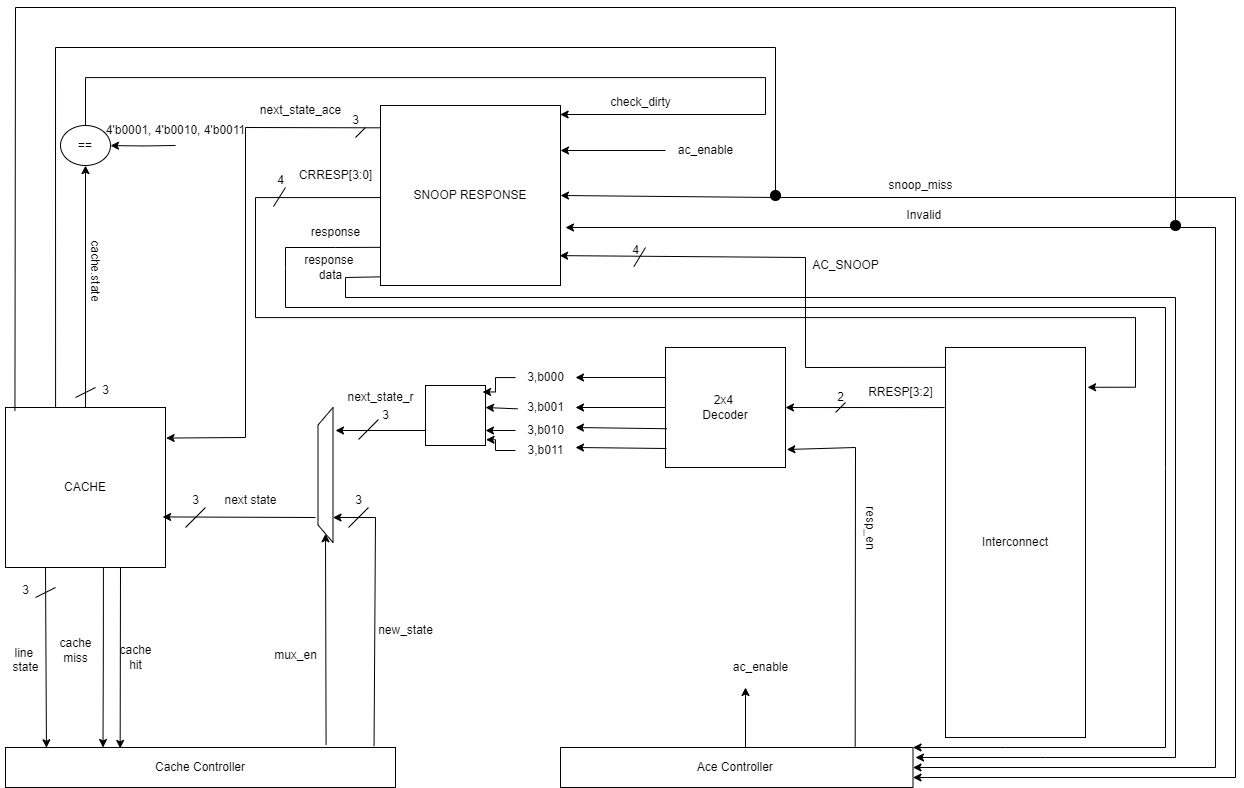 check_dirty
next_state_ace
3
4'b0001, 4'b0010, 4'b0011
==
ac_enable
CRRESP[3:0]
4
SNOOP RESPONSE
snoop_miss
Invalid
response
4
AC_SNOOP
response
data
cache.state
3
3,b000
RRESP[3:2]
next_state_r
3
3,b001
2x4
Decoder
2
3,b010
3,b011
CACHE
3
next state
3
resp_en
Interconnect
3
line
state
cache
miss
cache
hit
mux_en
new_state
ac_enable
Cache Controller
Ace Controller